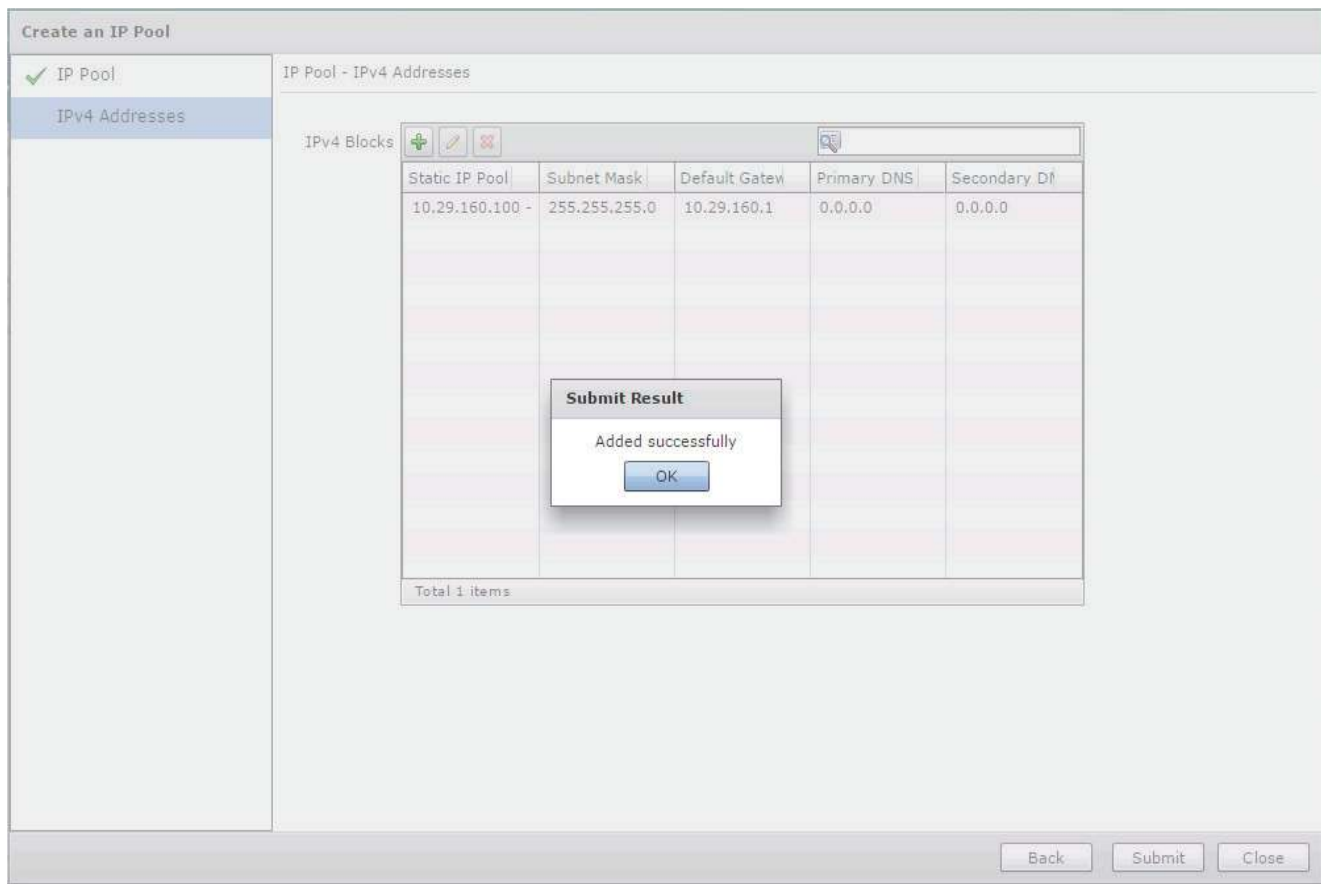 Create an IP Pool
IP Pool
IPv4 Addresses
IP Pool - IPv4 Addresses
IPv4 Blocks
Static IP Pool Subnet Mask Default Gatew Primary DNS Secondary DN
10.29.160.100 - 255.255.255.0 10.29.160.1 0.0.0.0 0.0.0.0
Submit Result
Added successfully
OK
Total 1 items
Back Submit Close